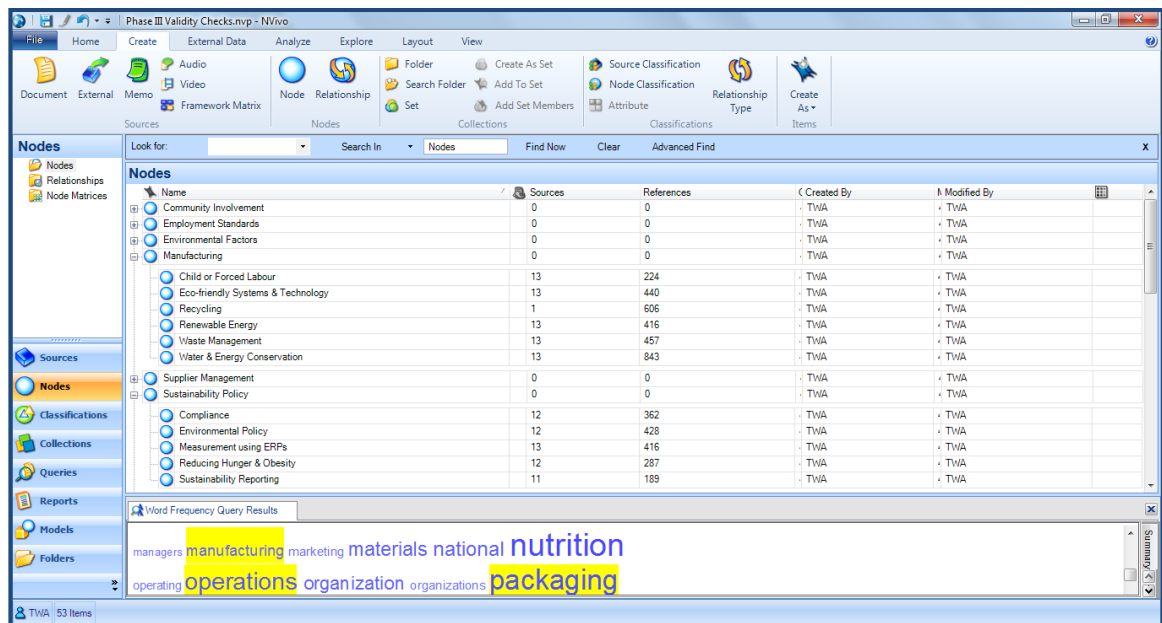 Phase III Validity Checks.nvp - NVivo
File Home Create External Data Analyze Explore Layout View
Audio Folder Create As Set Source Classification
Video Search Folder Add To Set Node Classification
Document External Memo Framework Matrix Node Relationship Set Add Set Members Attribute Relationship Type Create As
Sources Nodes Collections Classifications Items
Nodes Look for: Search In Nodes Find Now Clear Advanced Find x
Nodes
Relationships
Node Matrices
Nodes
Name Sources References Created By Modified By
Community Involvement 0 0 TWA TWA
Employment Standards 0 0 TWA TWA
Environmental Factors 0 0 TWA TWA
Manufacturing 0 0 TWA TWA
Child or Forced Labour 13 224 TWA TWA
Eco-friendly Systems & Technology 13 440 TWA TWA
Recycling 1 606 TWA TWA
Renewable Energy 13 416 TWA TWA
Waste Management 13 457 TWA TWA
Water & Energy Conservation 13 843 TWA TWA
Supplier Management 0 0 TWA TWA
Sustainability Policy 0 0 TWA TWA
Compliance 12 362 TWA TWA
Environmental Policy 12 428 TWA TWA
Measurement using ERPs 13 416 TWA TWA
Reducing Hunger & Obesity 12 287 TWA TWA
Sustainability Reporting 11 189 TWA TWA
Sources
Nodes
Classifications
Collections
Queries
Reports
Models
Folders
Word Frequency Query Results
managers manufacturing marketing materials national nutrition
operating operations organization organizations packaging
Summary
TWA 53 Items